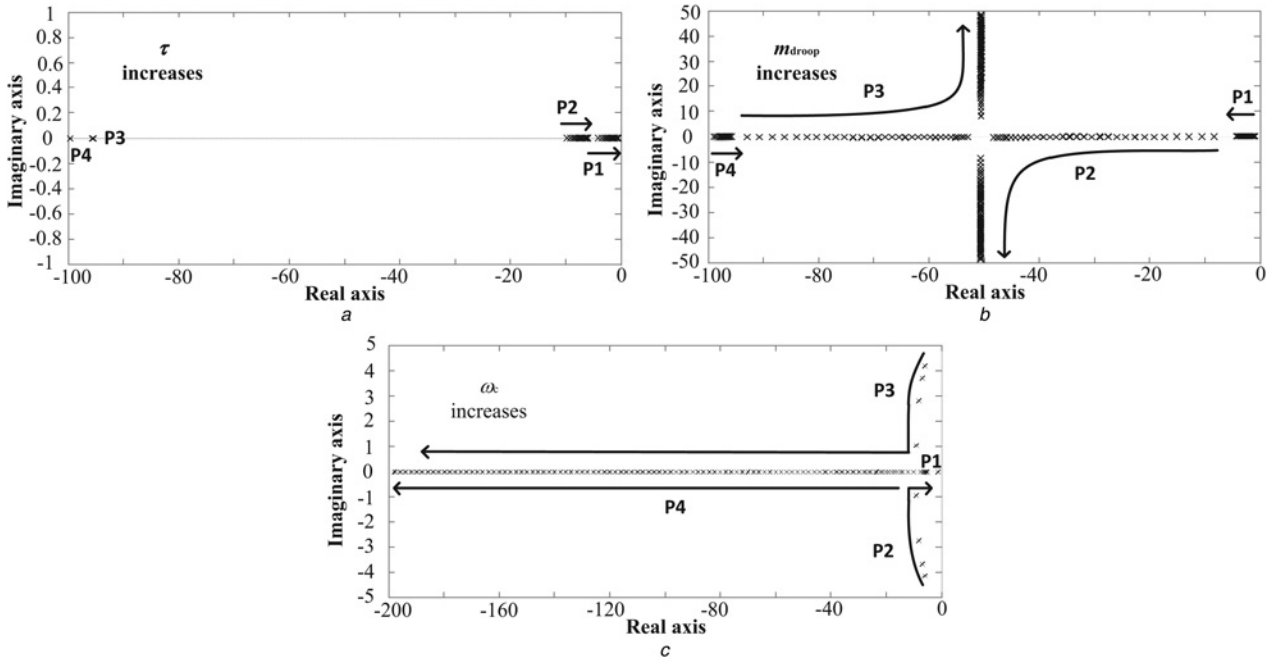 1
0.8
0.6
0.4
0.2
0
-0.2
-0.4
-0.6
-0.8
-1
Imaginary axis
τ
increases
P2
P3
P4
P1
-100
-80
-60
-40
-20
0
Real axis
a
50
40
30
20
10
0
-10
-20
-30
-40
-50
Imaginary axis
mdroop
increases
P3
P1
P4
P2
-100
-80
-60
-40
-20
0
Real axis
b
5
4
3
2
1
0
-1
-2
-3
-4
-5
Imaginary axis
ωc
increases
P3
P1
P4
P2
-200
-160
-120
-80
-40
0
Real axis
c